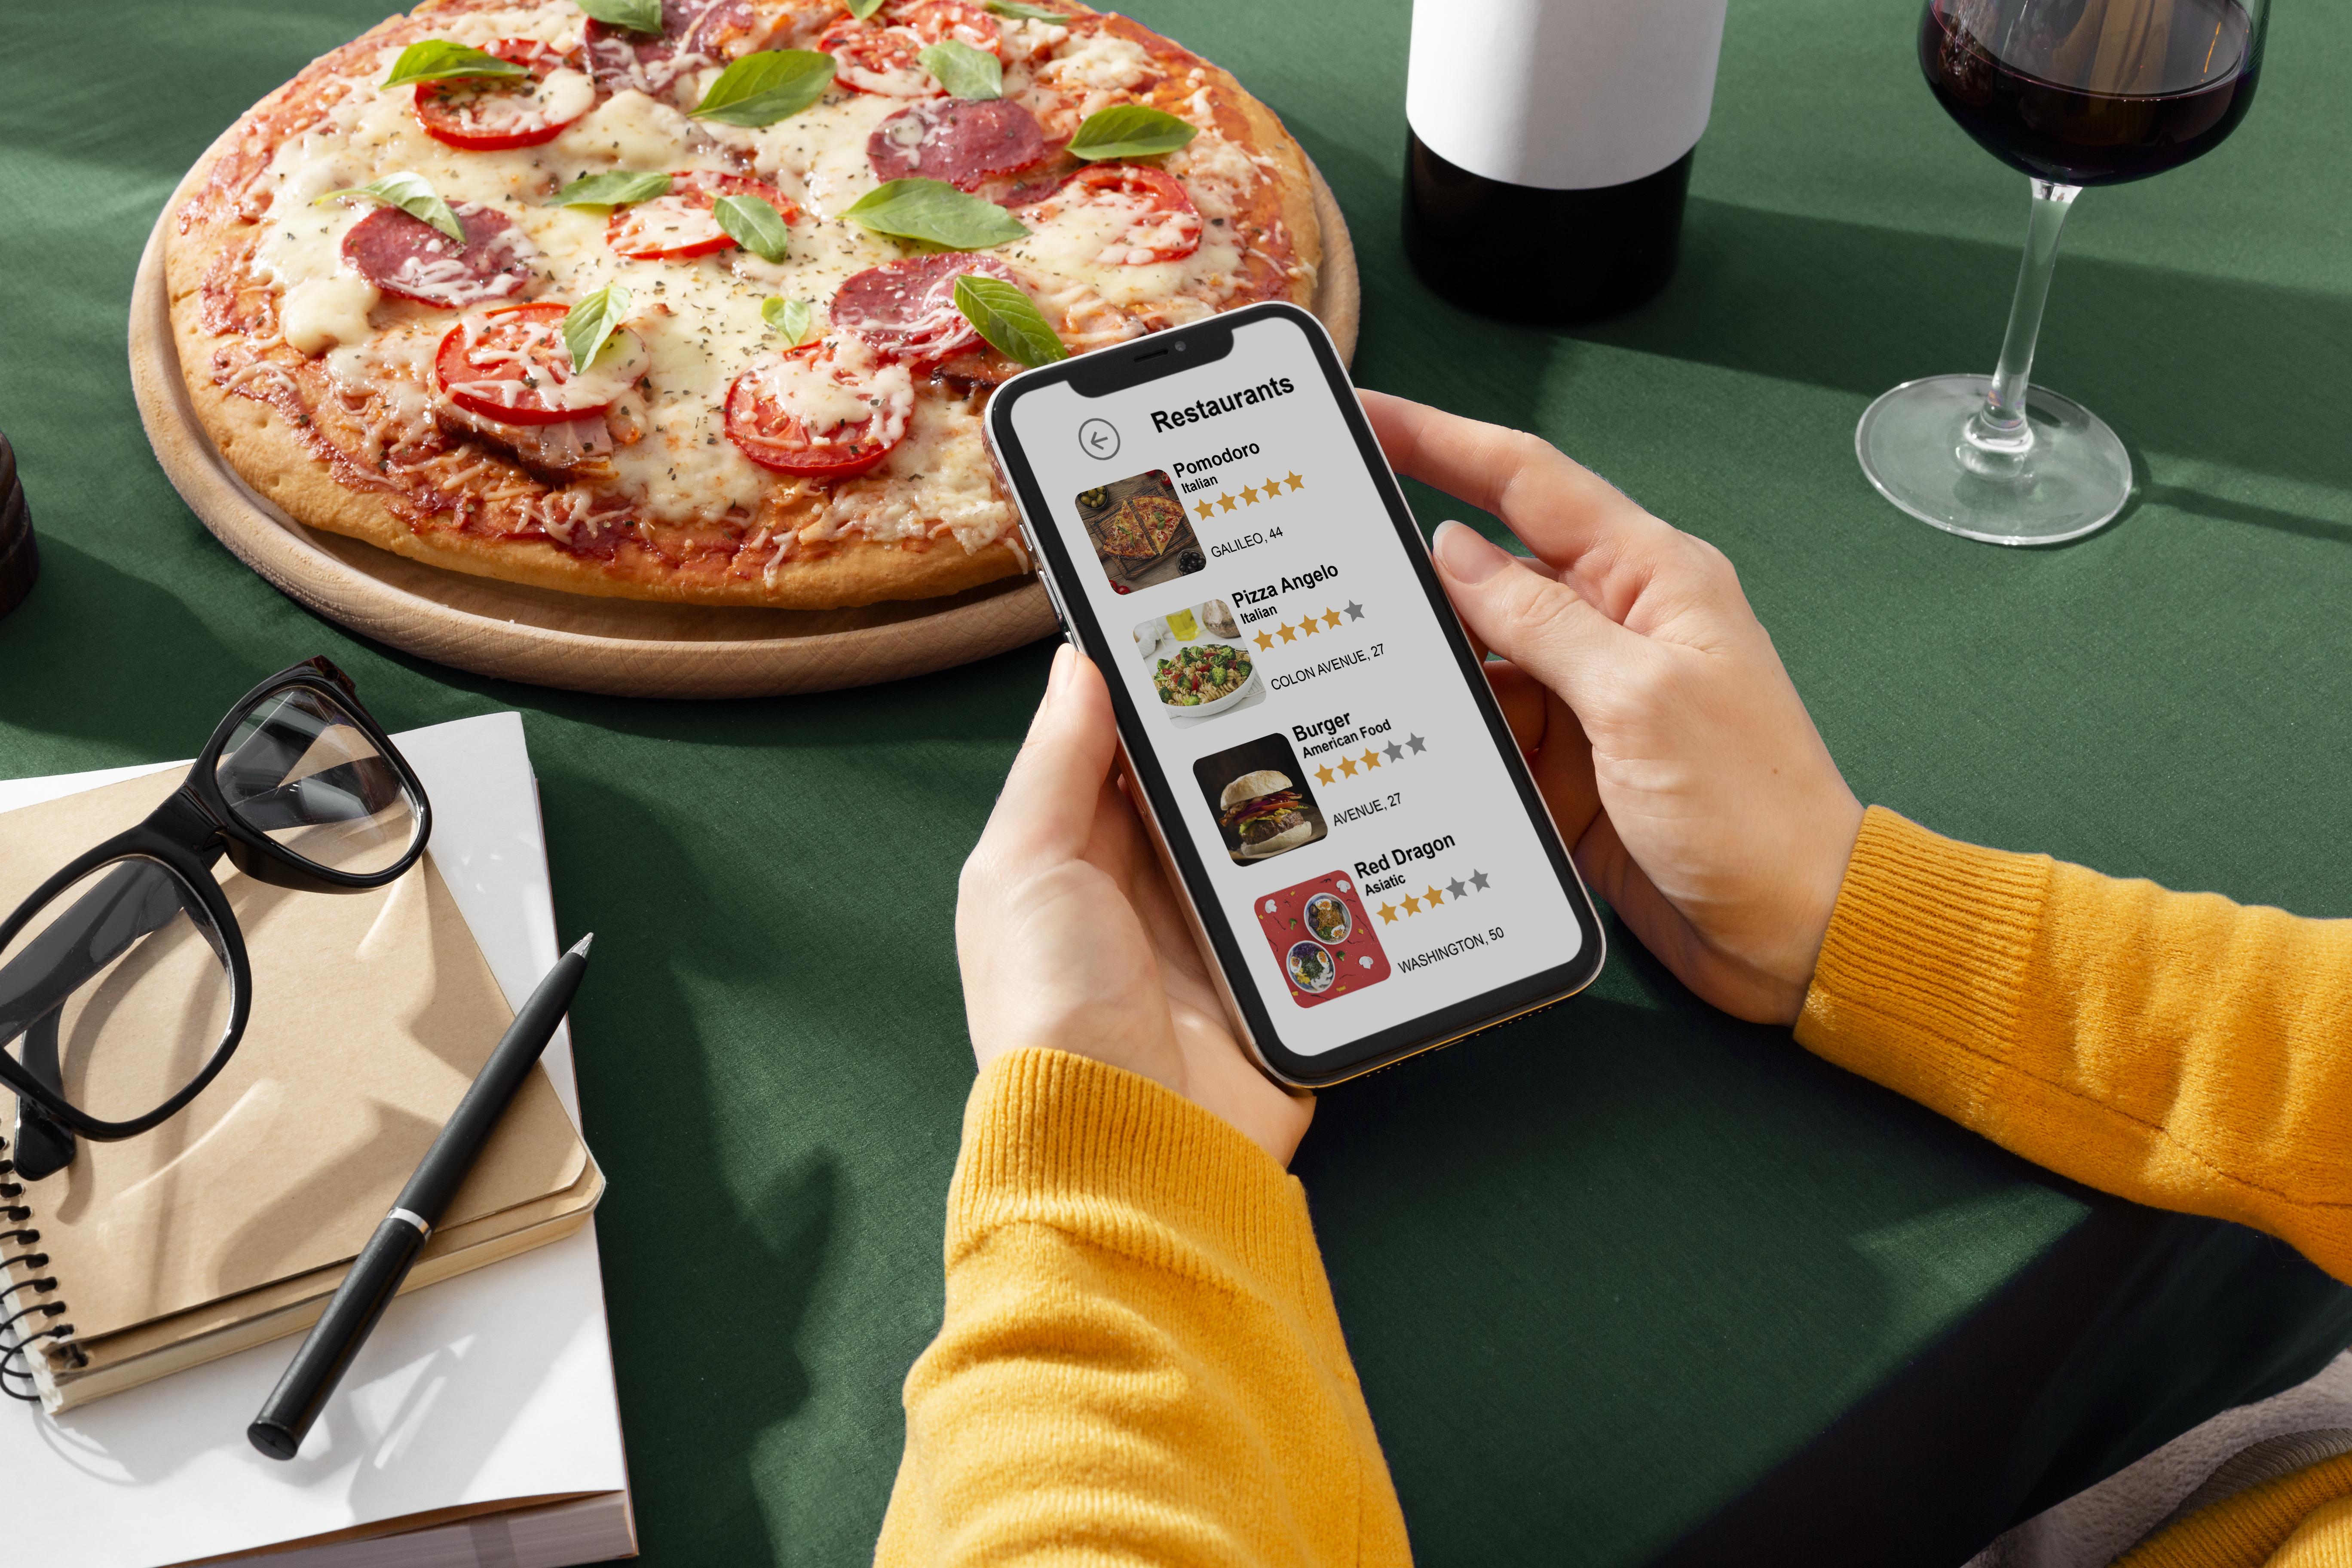 Restaurants
Pomodoro
Italian
GALILEO, 44
Pizza Angelo
Italian
COLON AVENUE, 27
Burger
American Food
AVENUE, 27
Red Dragon
Asiatic
WASHINGTON, 50